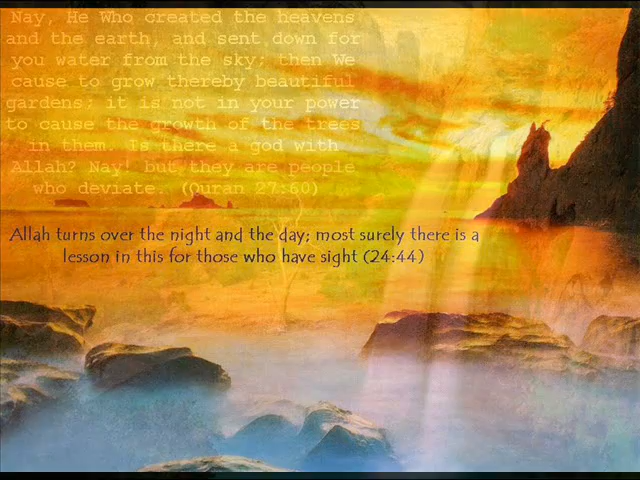 Nay, He Who created the heavens
and the earth, and sent down for
you water from the sky; then We
cause to grow thereby beautiful
gardens; it is not in your power
to cause the growth of the trees
in them. Is there a god with
Allah? Nay! but they are people
who deviate. (Quran 27:60)
Allah turns over the night and the day; most surely there is a
lesson in this for those who have sight (24:44)